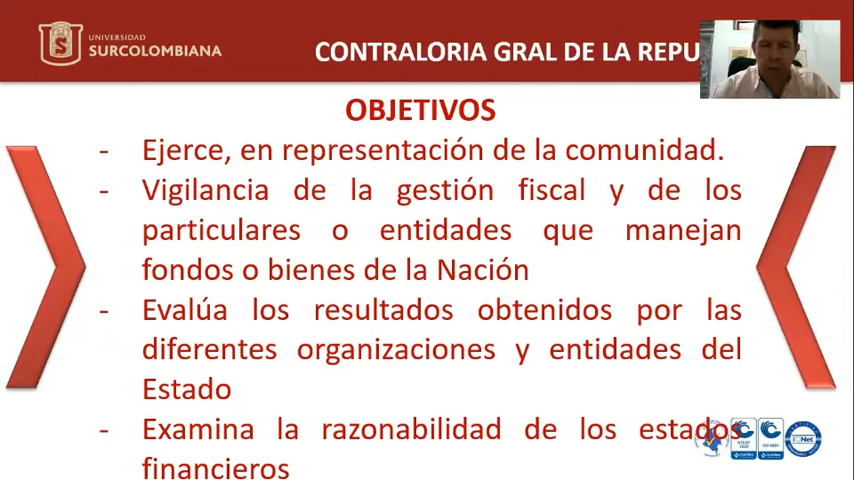 UNIVERSIDAD
SURCOLOMBIANA
CONTRALORIA GRAL DE LA REPU
OBJETIVOS
- Ejerce, en representación de la comunidad.
- Vigilancia de la gestión fiscal y de los
particulares o entidades que manejan
fondos o bienes de la Nación
- Evalúa los resultados obtenidos por las
diferentes organizaciones y entidades del
Estado
- Examina la razonabilidad de los estados
financieros